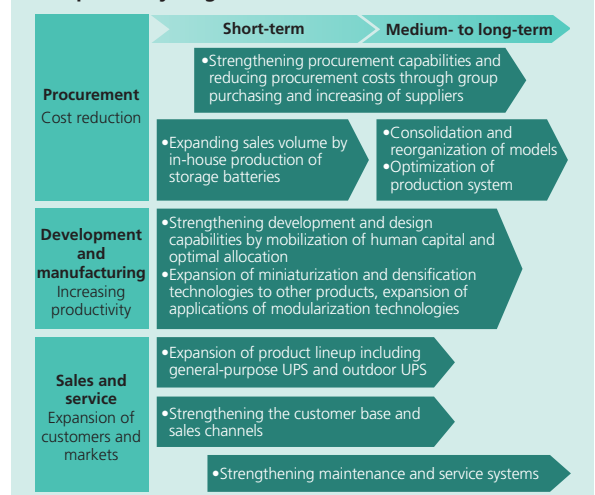 Short-term
Medium- to long-term
Procurement
Cost reduction
•Strengthening procurement capabilities and
reducing procurement costs through group
purchasing and increasing of suppliers
•Expanding sales volume by
in-house production of
storage batteries
•Consolidation and
reorganization of models
•Optimization of
production system
Development
and
manufacturing
Increasing
productivity
•Strengthening development and design
capabilities by mobilization of human capital and
optimal allocation
•Expansion of miniaturization and densification
technologies to other products, expansion of
applications of modularization technologies
Sales and
service
Expansion of
customers and
markets
•Expansion of product lineup including
general-purpose UPS and outdoor UPS
•Strengthening the customer base and
sales channels
•Strengthening maintenance and service systems